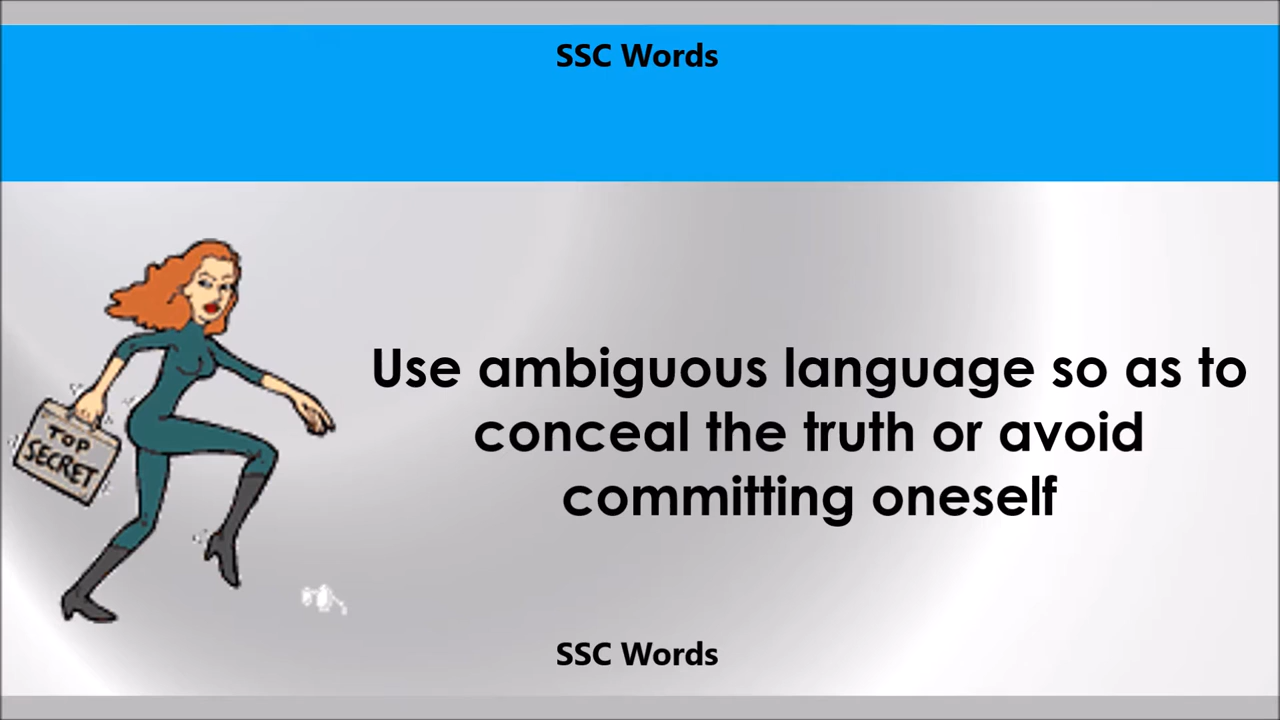 SSC Words
TOP
SECRET
Use ambiguous language so as to
conceal the truth or avoid
committing oneself
SSC Words